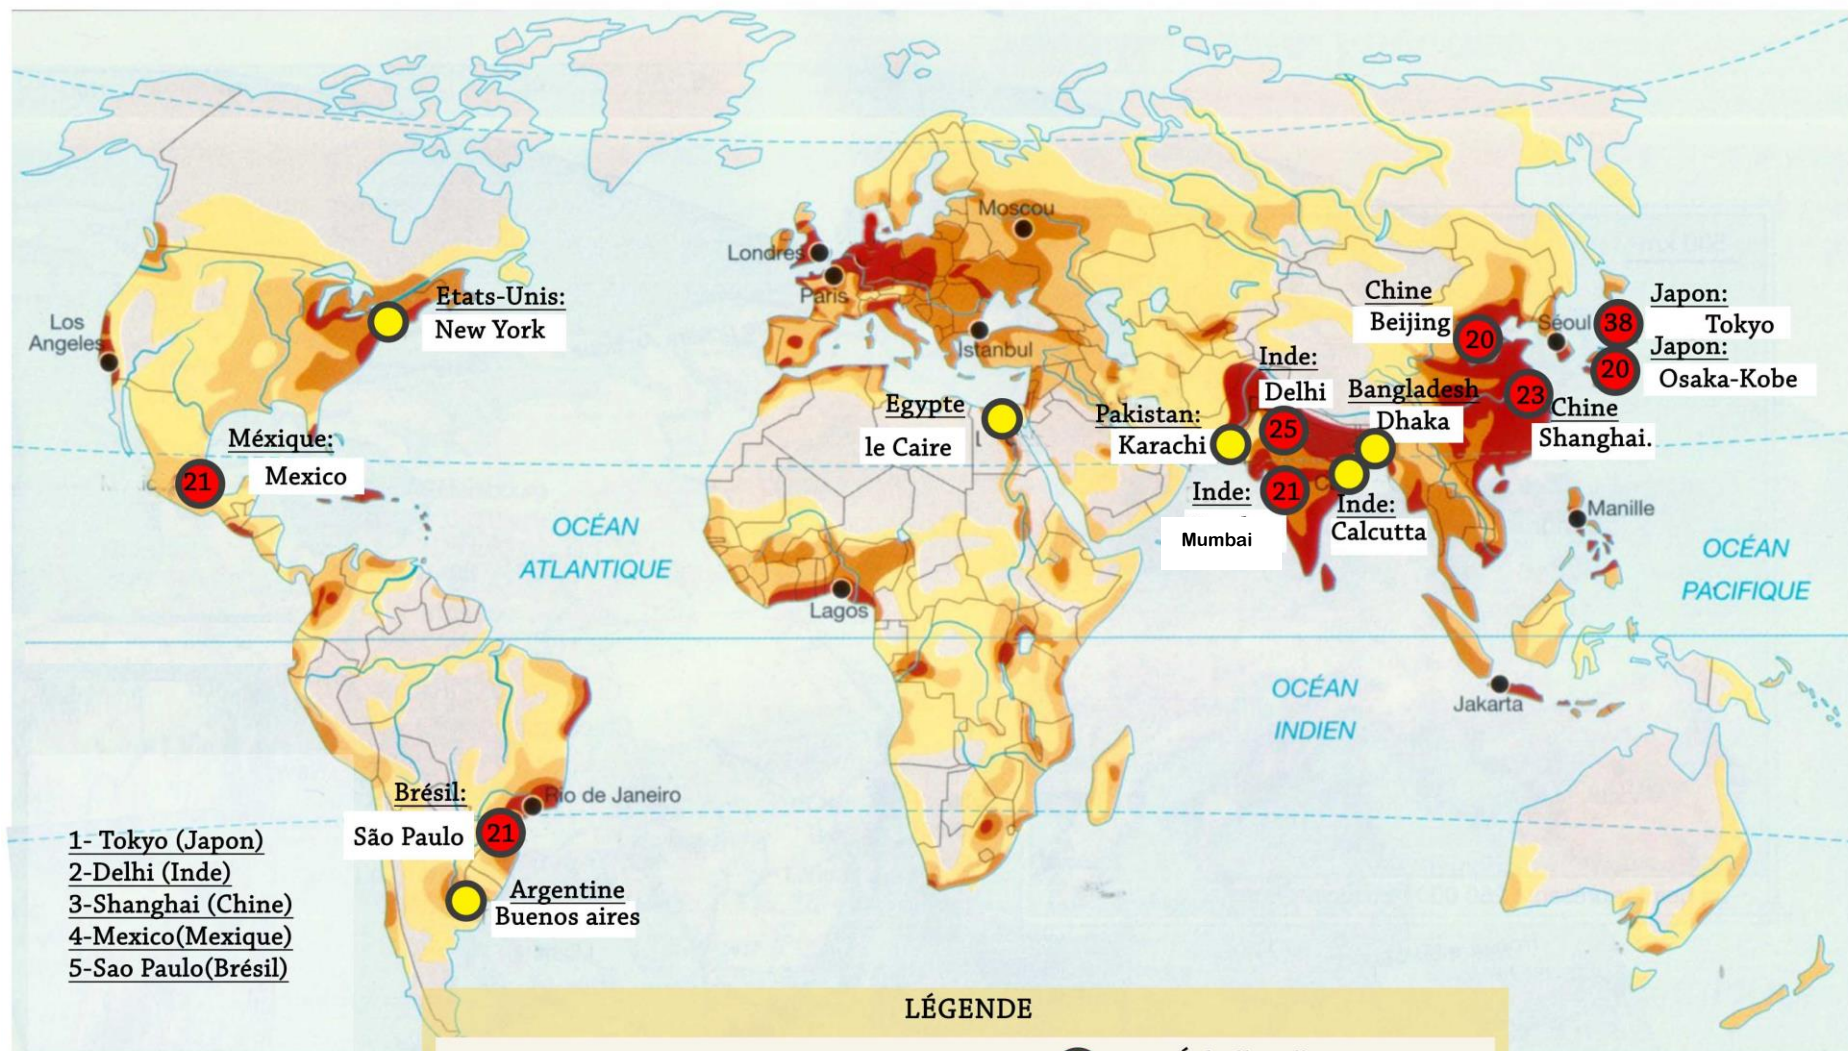 Moscou
Londres
Paris
Istanbul
Etats-Unis:
New York
Los
Angeles
Chine
Beijing
20
Séoul
38
Japon:
Tokyo
Japon:
20
Osaka-Kobe
Inde:
Delhi
25
Bangladesh
Dhaka
23
Chine
Shanghai.
Egypte
le Caire
Pakistan:
Karachi
Méxique:
Mexico
21
Inde:
21
Mumbai
Inde:
Calcutta
Manille
OCÉAN
ATLANTIQUE
OCÉAN
PACIFIQUE
Lagos
OCÉAN
INDIEN
Jakarta
Brésil:
São Paulo
21
Rio de Janeiro
Argentine
Buenos aires
1- Tokyo (Japon)
2-Delhi (Inde)
3-Shanghai (Chine)
4-Mexico(Mexique)
5-Sao Paulo(Brésil)
LÉGENDE